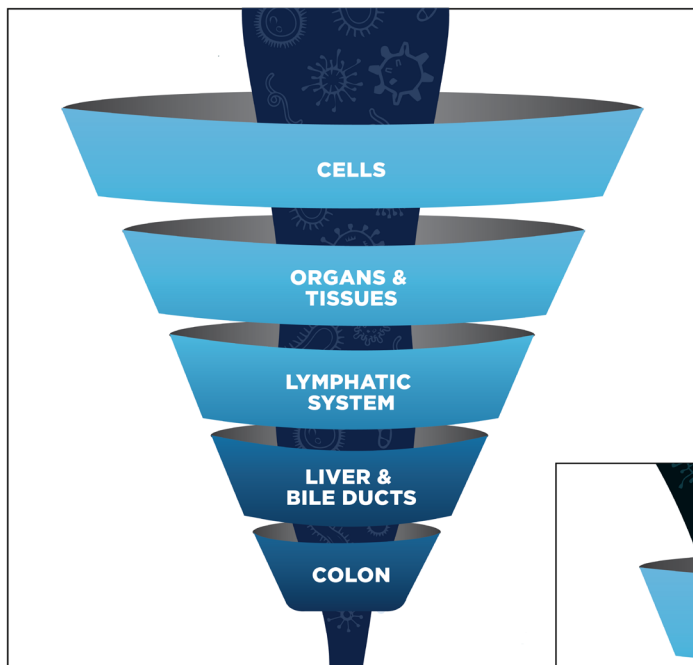 CELLS
ORGANS &
TISSUES
LYMPHATIC
SYSTEM
LIVER &
BILE DUCTS
COLON